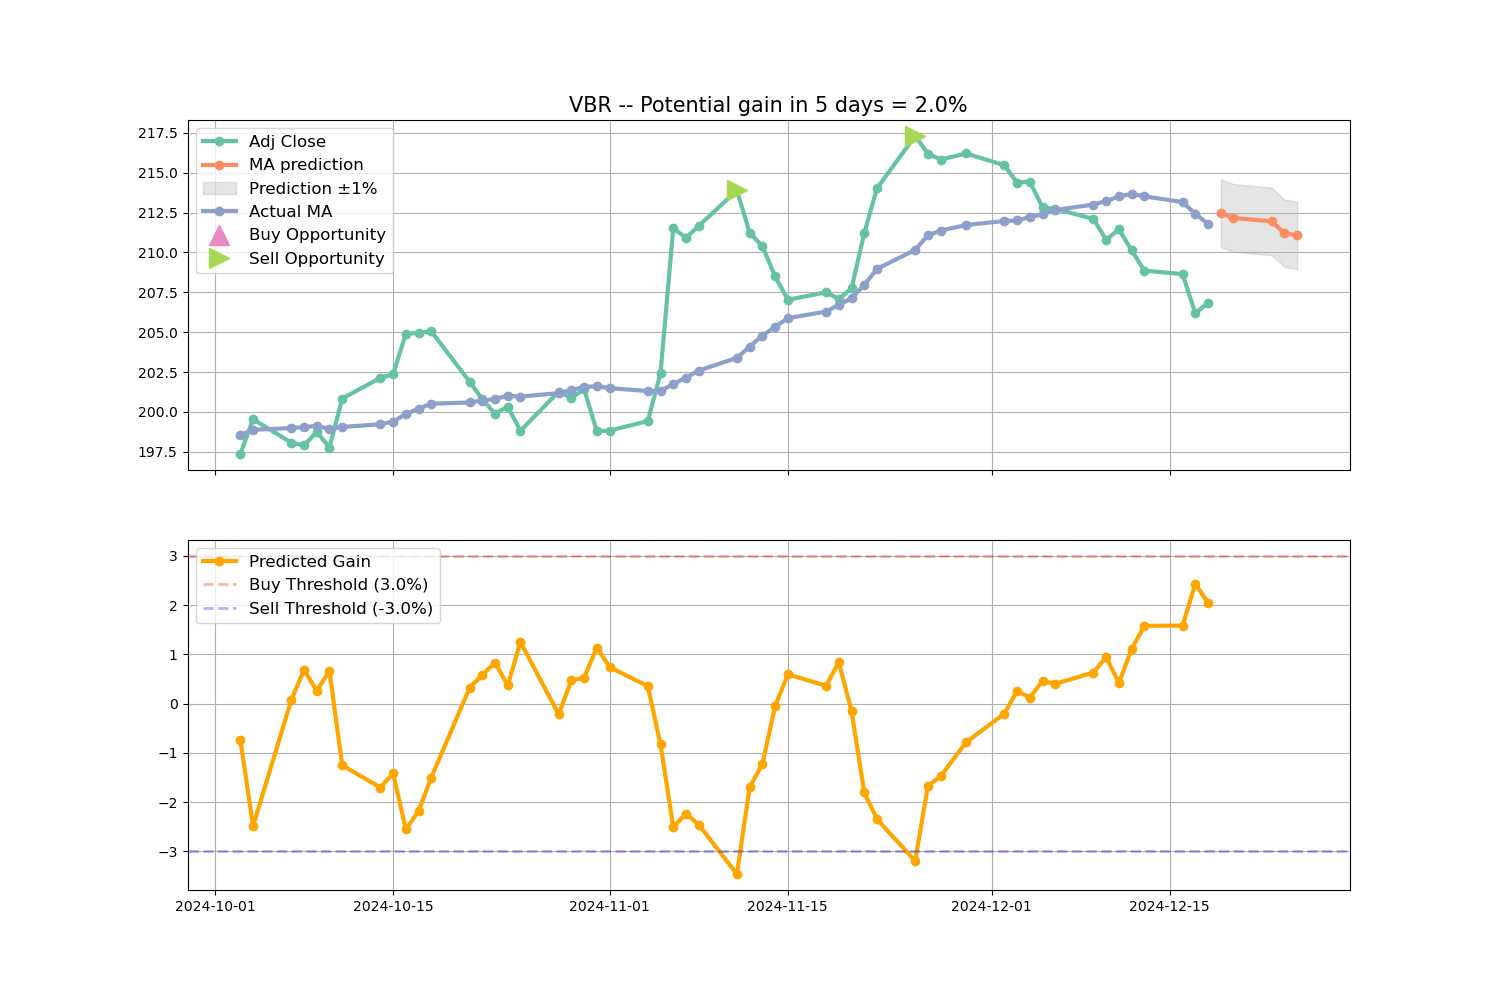 VBR -- Potential gain in 5 days = 2.0%
217.5
215.0
212.5
210.0
207.5
205.0
202.5
200.0
197.5
Adj Close
MA prediction
Prediction ±1%
Actual MA
Buy Opportunity
Sell Opportunity
3
2
1
0
−1
−2
−3
Predicted Gain
Buy Threshold (3.0%)
Sell Threshold (-3.0%)
2024-10-01 2024-10-15 2024-11-01 2024-11-15 2024-12-01 2024-12-15